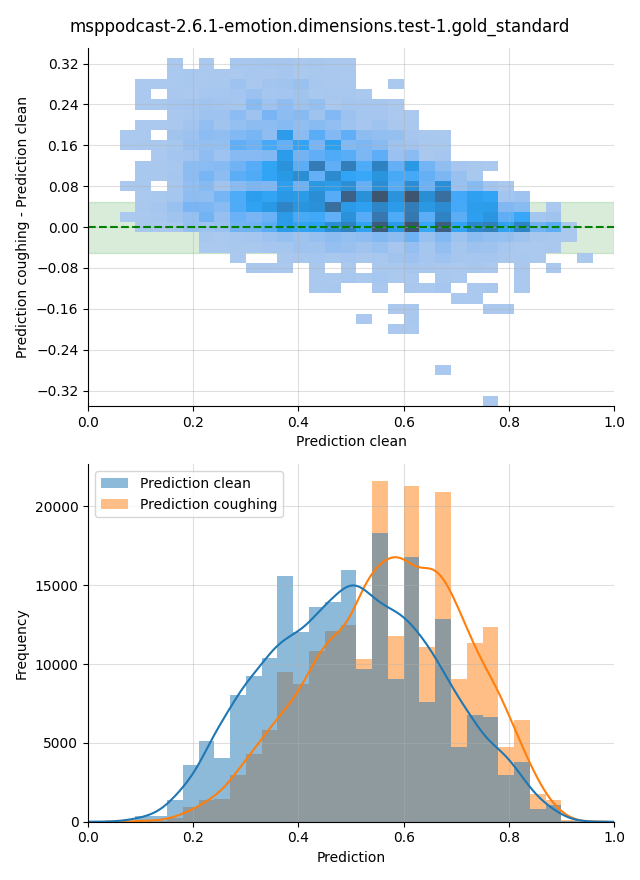 msppodcast-2.6.1-emotion.dimensions.test-1.gold_standard
0.32
0.24
0.16
0.08
0.00
−0.08
−0.16
−0.24
−0.32
Prediction coughing - Prediction clean
0.0 0.2 0.4 0.6 0.8 1.0
Prediction clean
Prediction clean
Prediction coughing
20000
15000
10000
5000
0
Frequency
0.0 0.2 0.4 0.6 0.8 1.0
Prediction